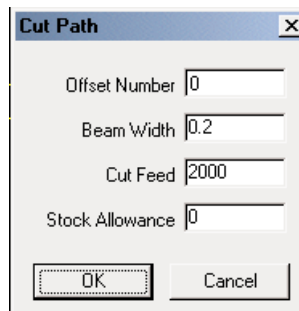 Cut Path
Offset Number 0
Beam Width 0.2
Cut Feed 2000
Stock Allowance 0
OK Cancel